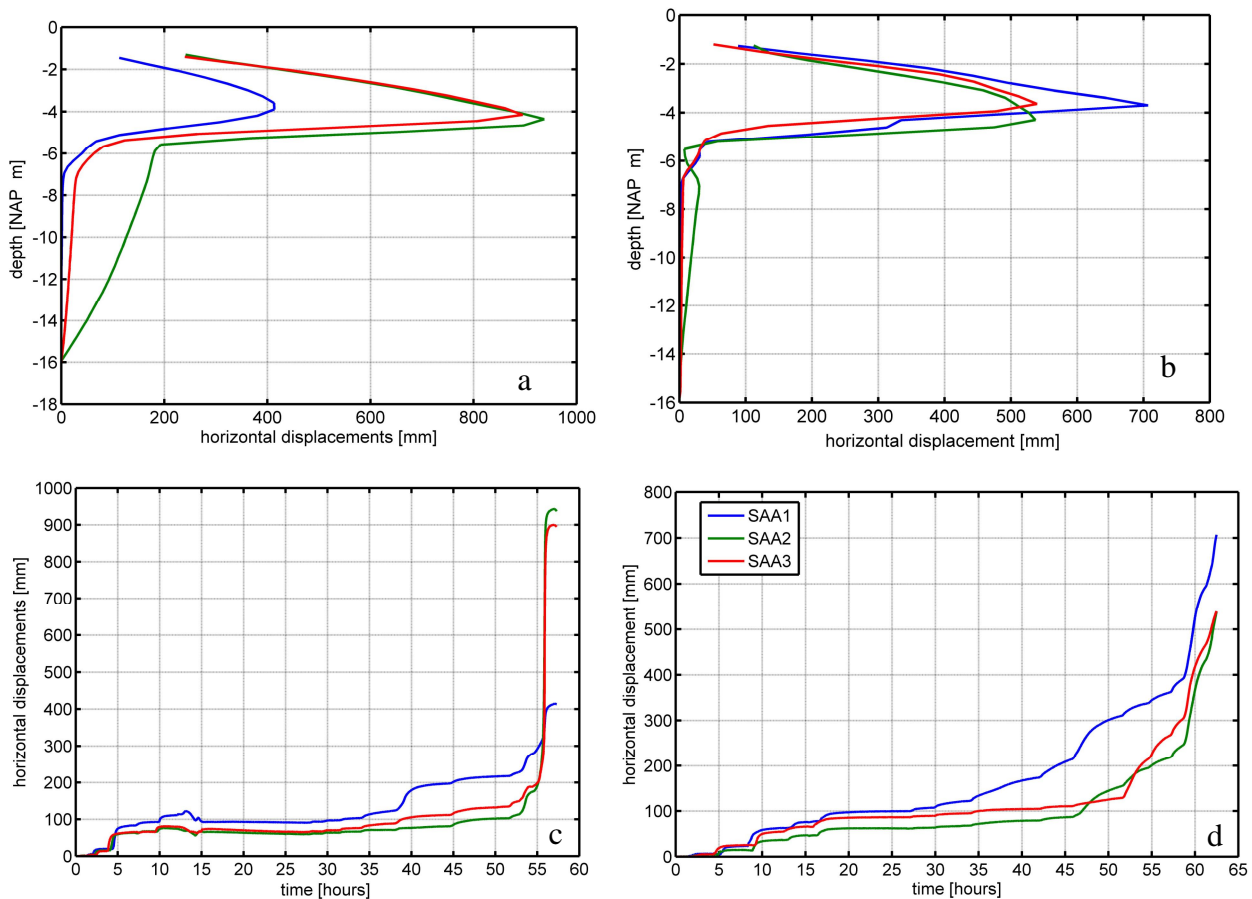 0
-2
-4
-6
-8
-10
-12
-14
-16
-18
depth [NAP m]
0 200 400 600 800 1000
horizontal displacements [mm]
a
0
-2
-4
-6
-8
-10
-12
-14
-16
depth [NAP m]
0 100 200 300 400 500 600 700 800
horizontal displacement [mm]
b
1000
900
800
700
600
500
400
300
200
100
0
horizontal displacements [mm]
0 5 10 15 20 25 30 35 40 45 50 55 60
time [hours]
c
800
700
600
500
400
300
200
100
0
horizontal displacement [mm]
SAA1
SAA2
SAA3
0 5 10 15 20 25 30 35 40 45 50 55 60 65
time [hours]
d